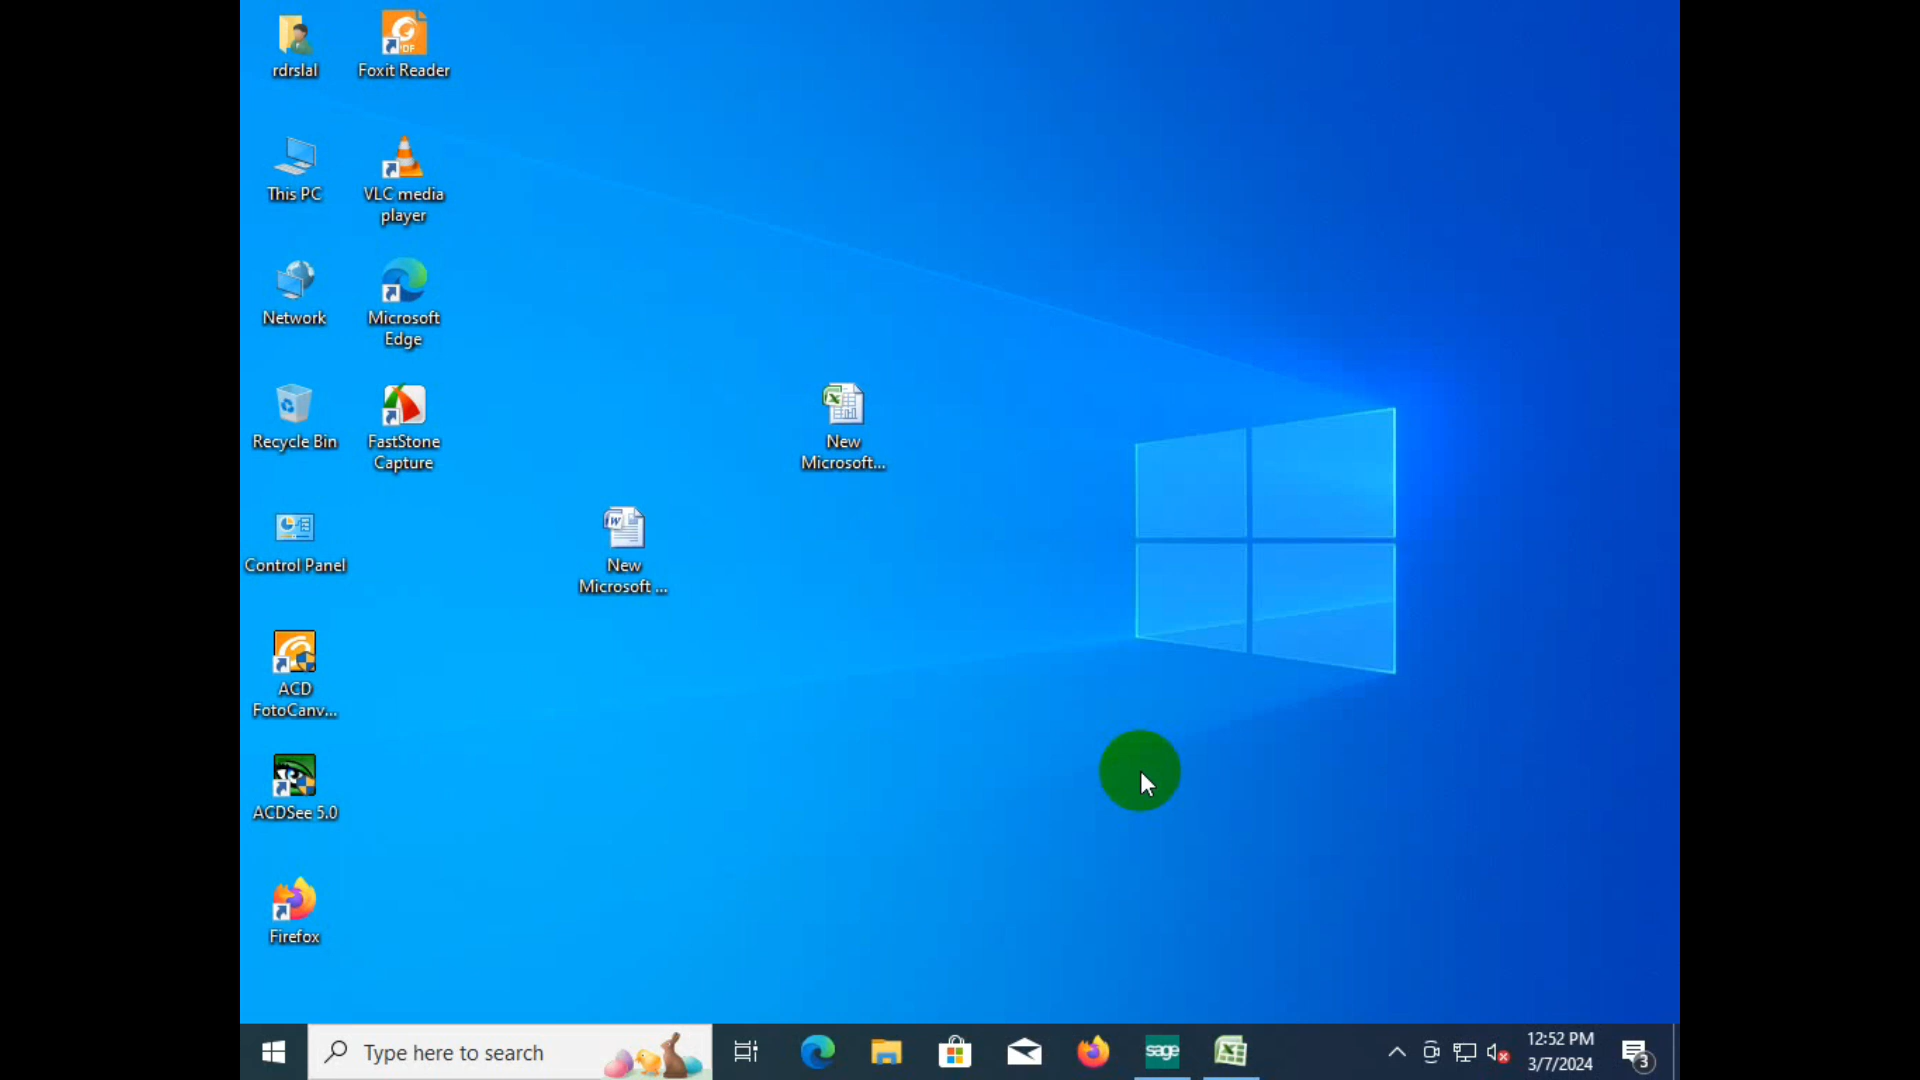 rdrslal
Foxit Reader
This PC
VLC media
player
Network
Microsoft
Edge
Recycle Bin
FastStone
Capture
New
Microsoft...
Control Panel
New
Microsoft ...
ACD
FotoCanv...
ACDSee 5.0
Firefox
Type here to search
sage
12:52 PM
3/7/2024
3